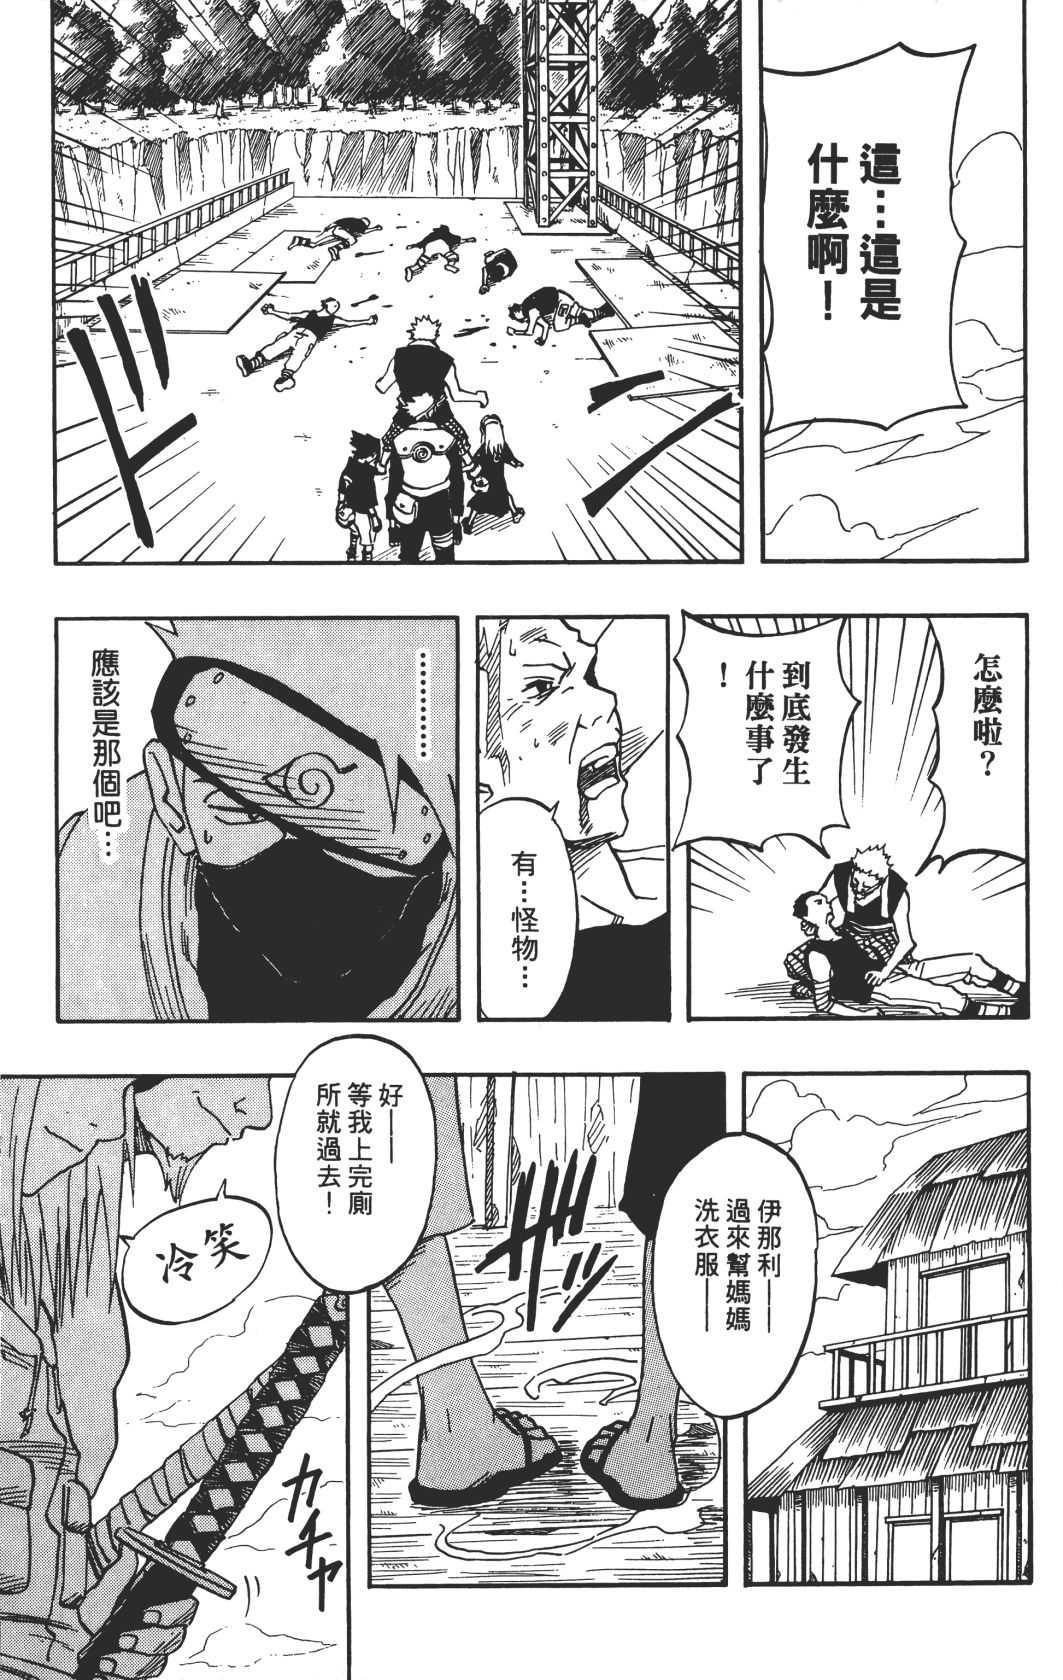 這…這是
什麼啊！
ド
怎麼啦？
到底發生
什麼事了
！
有…怪物…
…………
應該是那個吧…
伊那利——
過來幫媽媽
洗衣服——
好——
等我上完廁
所就過去！
冷笑
カチャ